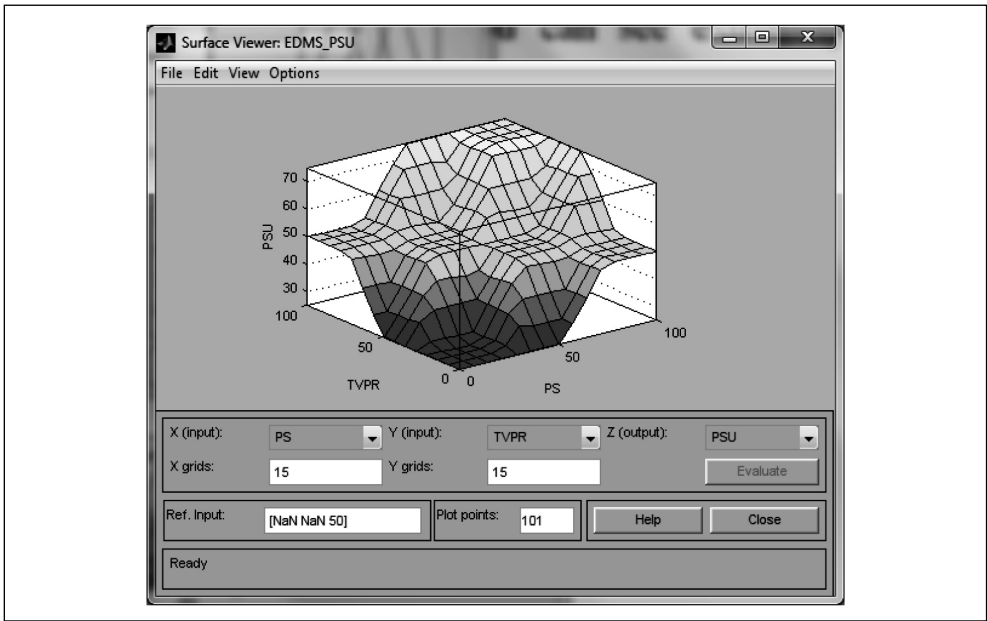 Surface Viewer: EDMS_PSU
File Edit View Options
70
60
50
40
30
PSU
100
50
0
TVPR
0
50
100
PS
X (input): PS Y (input): TVPR Z (output): PSU
X grids: 15 Y grids: 15 Evaluate
Ref. Input: [NaN NaN 50] Plot points: 101 Help Close
Ready